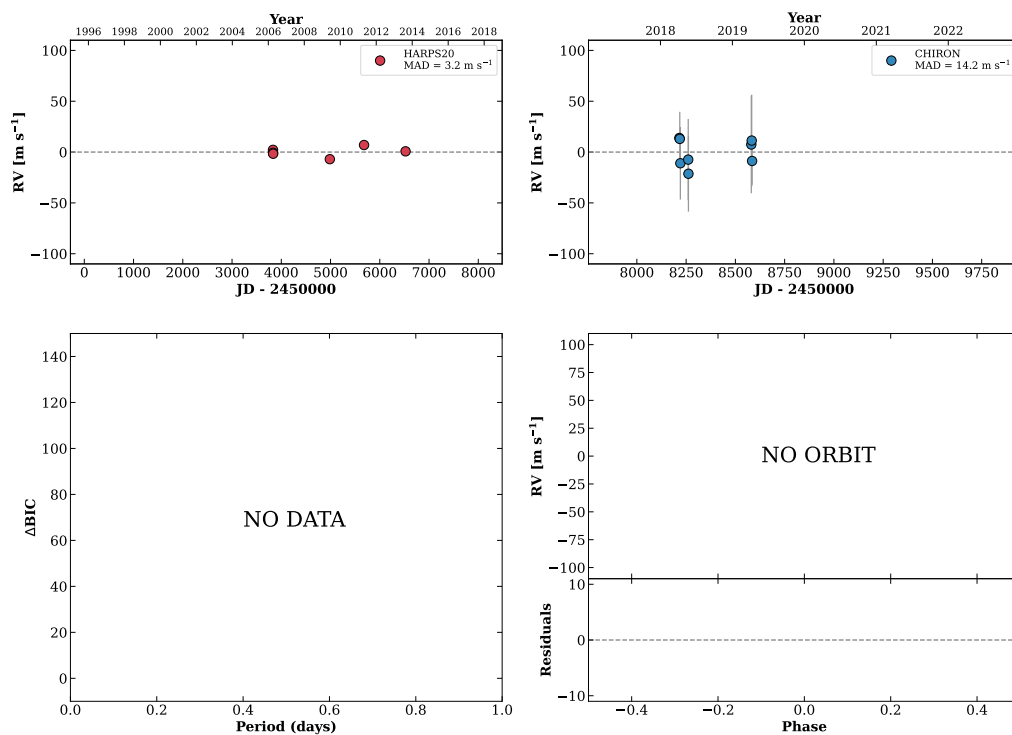 Year
1996 1998 2000 2002 2004 2006 2008 2010 2012 2014 2016 2018
RV [m s⁻¹]
100
50
0
−50
−100
HARPS20
MAD = 3.2 m s⁻¹
0 1000 2000 3000 4000 5000 6000 7000 8000
JD - 2450000
Year
2018 2019 2020 2021 2022
RV [m s⁻¹]
100
50
0
−50
−100
CHIRON
MAD = 14.2 m s⁻¹
8000 8250 8500 8750 9000 9250 9500 9750
JD - 2450000
ΔBIC
140
120
100
80
60
40
20
0
NO DATA
0.0 0.2 0.4 0.6 0.8 1.0
Period (days)
RV [m s⁻¹]
100
75
50
25
0
−25
−50
−75
−100
NO ORBIT
Residuals
10
0
−10
−0.4 −0.2 0.0 0.2 0.4
Phase